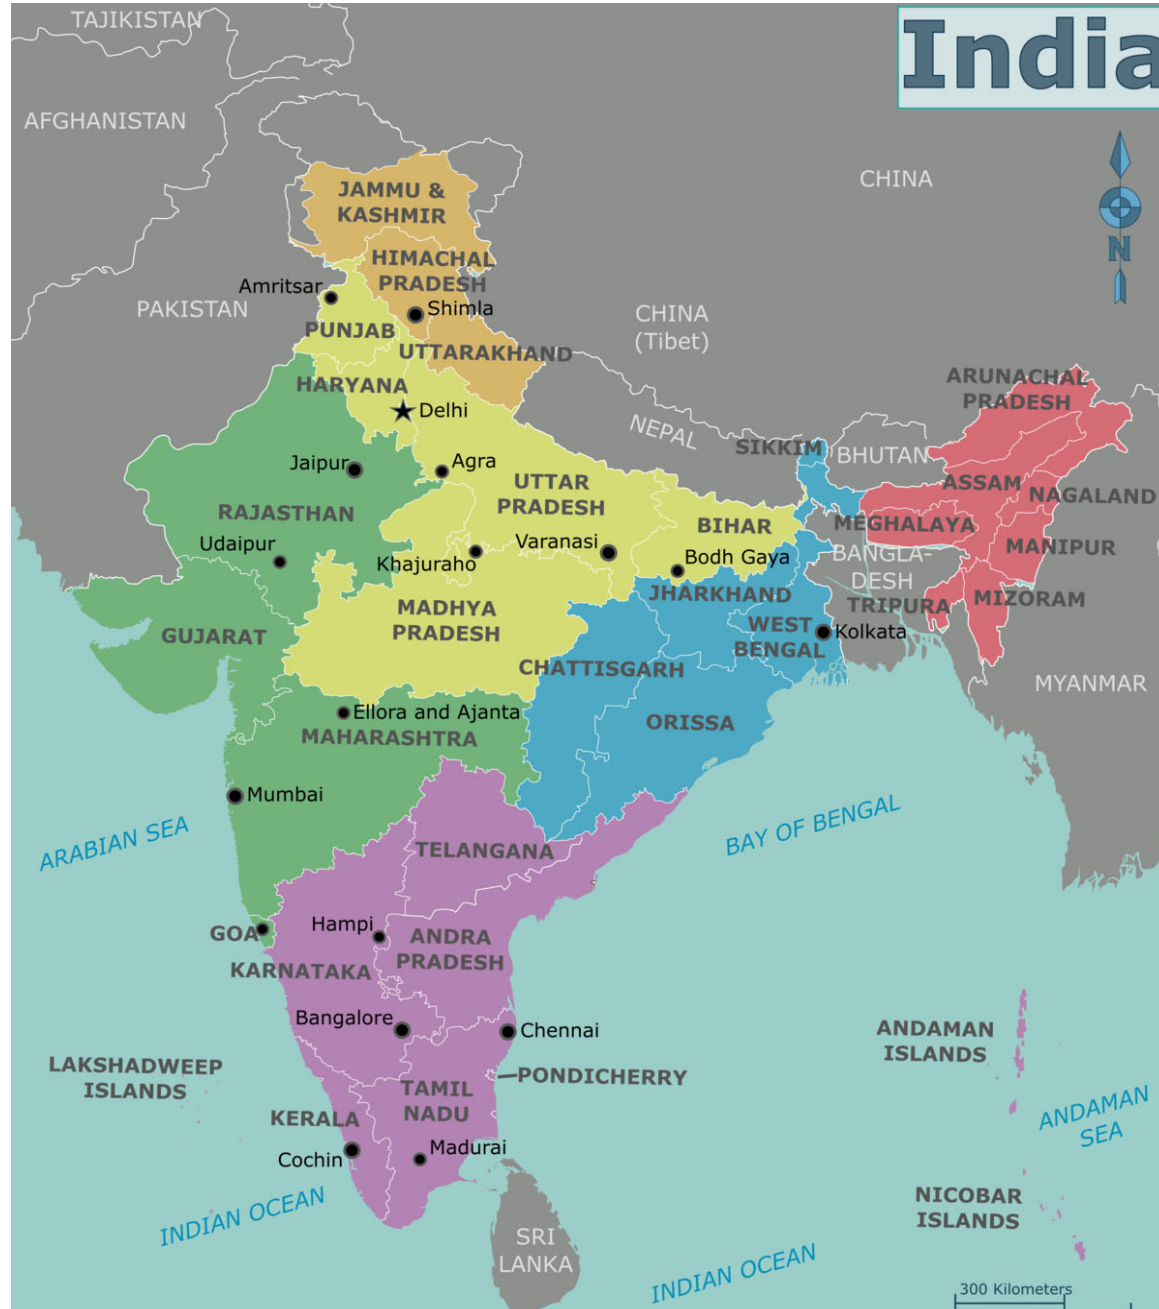 TAJIKISTAN
India
AFGHANISTAN
CHINA
JAMMU &
KASHMIR
N
HIMACHAL
PRADESH
Amritsar
PAKISTAN
Shimla
CHINA
(Tibet)
PUNJAB
UTTARAKHAND
HARYANA
ARUNACHAL
PRADESH
Delhi
NEPAL
SIKKIM
BHUTAN
Jaipur
Agra
UTTAR
PRADESH
ASSAM
NAGALAND
RAJASTHAN
BIHAR
MEGHALAYA
Udaipur
Khajuraho
Varanasi
Bodh Gaya
BANGLA-
DESH
MANIPUR
JHARKHAND
MIZORAM
TRIPURA
GUJARAT
MADHYA
PRADESH
WEST
BENGAL
Kolkata
CHATTISGARH
MYANMAR
Ellora and Ajanta
ORISSA
MAHARASHTRA
Mumbai
ARABIAN SEA
BAY OF BENGAL
TELANGANA
GOA
Hampi
ANDRA
PRADESH
KARNATAKA
Bangalore
Chennai
ANDAMAN
ISLANDS
LAKSHADWEEP
ISLANDS
PONDICHERRY
TAMIL
NADU
KERALA
ANDAMAN
SEA
Cochin
Madurai
INDIAN OCEAN
NICOBAR
ISLANDS
SRI
LANKA
INDIAN OCEAN
300 Kilometers